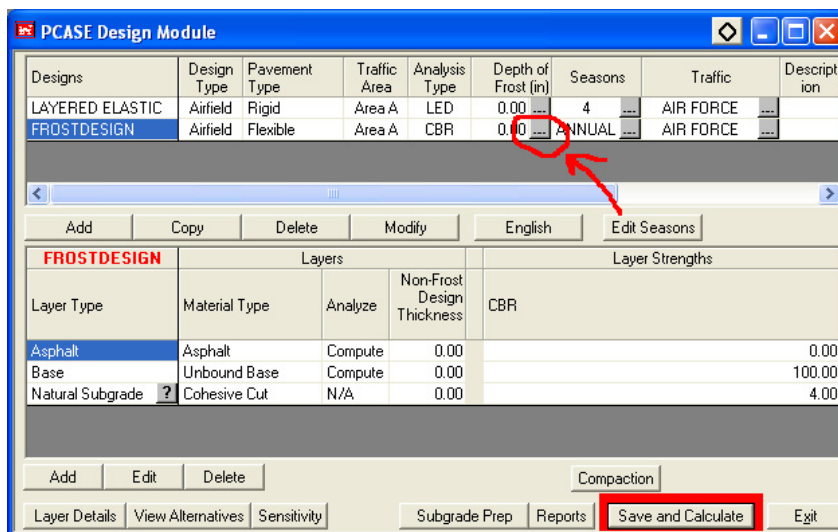 PCASE Design Module
Designs Design Type Pavement Type Traffic Area Analysis Type Depth of Frost (in) Seasons Traffic Descript ion
LAYERED ELASTIC Airfield Rigid Area A LED 0.00 ... 4 ... AIR FORCE ...
FROSTDESIGN Airfield Flexible Area A CBR 0.00 ... ANNUAL ... AIR FORCE ...
Add Copy Delete Modify English Edit Seasons
FROSTDESIGN Layers Layer Strengths
Layer Type Material Type Analyze Non-Frost Design Thickness CBR
Asphalt Asphalt Compute 0.00 0.00
Base Unbound Base Compute 0.00 100.00
Natural Subgrade ? Cohesive Cut N/A 0.00 4.00
Add Edit Delete Compaction
Layer Details View Alternatives Sensitivity Subgrade Prep Reports Save and Calculate Exit